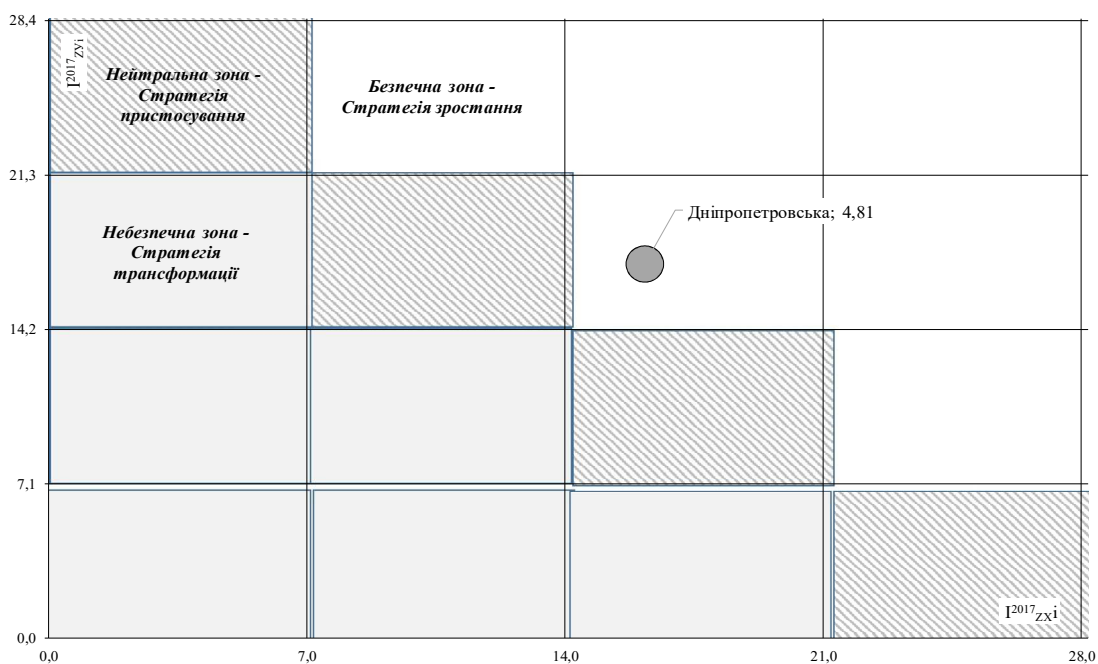 28,4
I²⁰¹⁷ZYi
Нейтральна зона -
Стратегія
пристосування
Безпечна зона -
Стратегія зростання
21,3
Дніпропетровська; 4,81
Небезпечна зона -
Стратегія
трансформації
14,2
7,1
I²⁰¹⁷ZXi
0,0
0,0
7,0
14,0
21,0
28,0